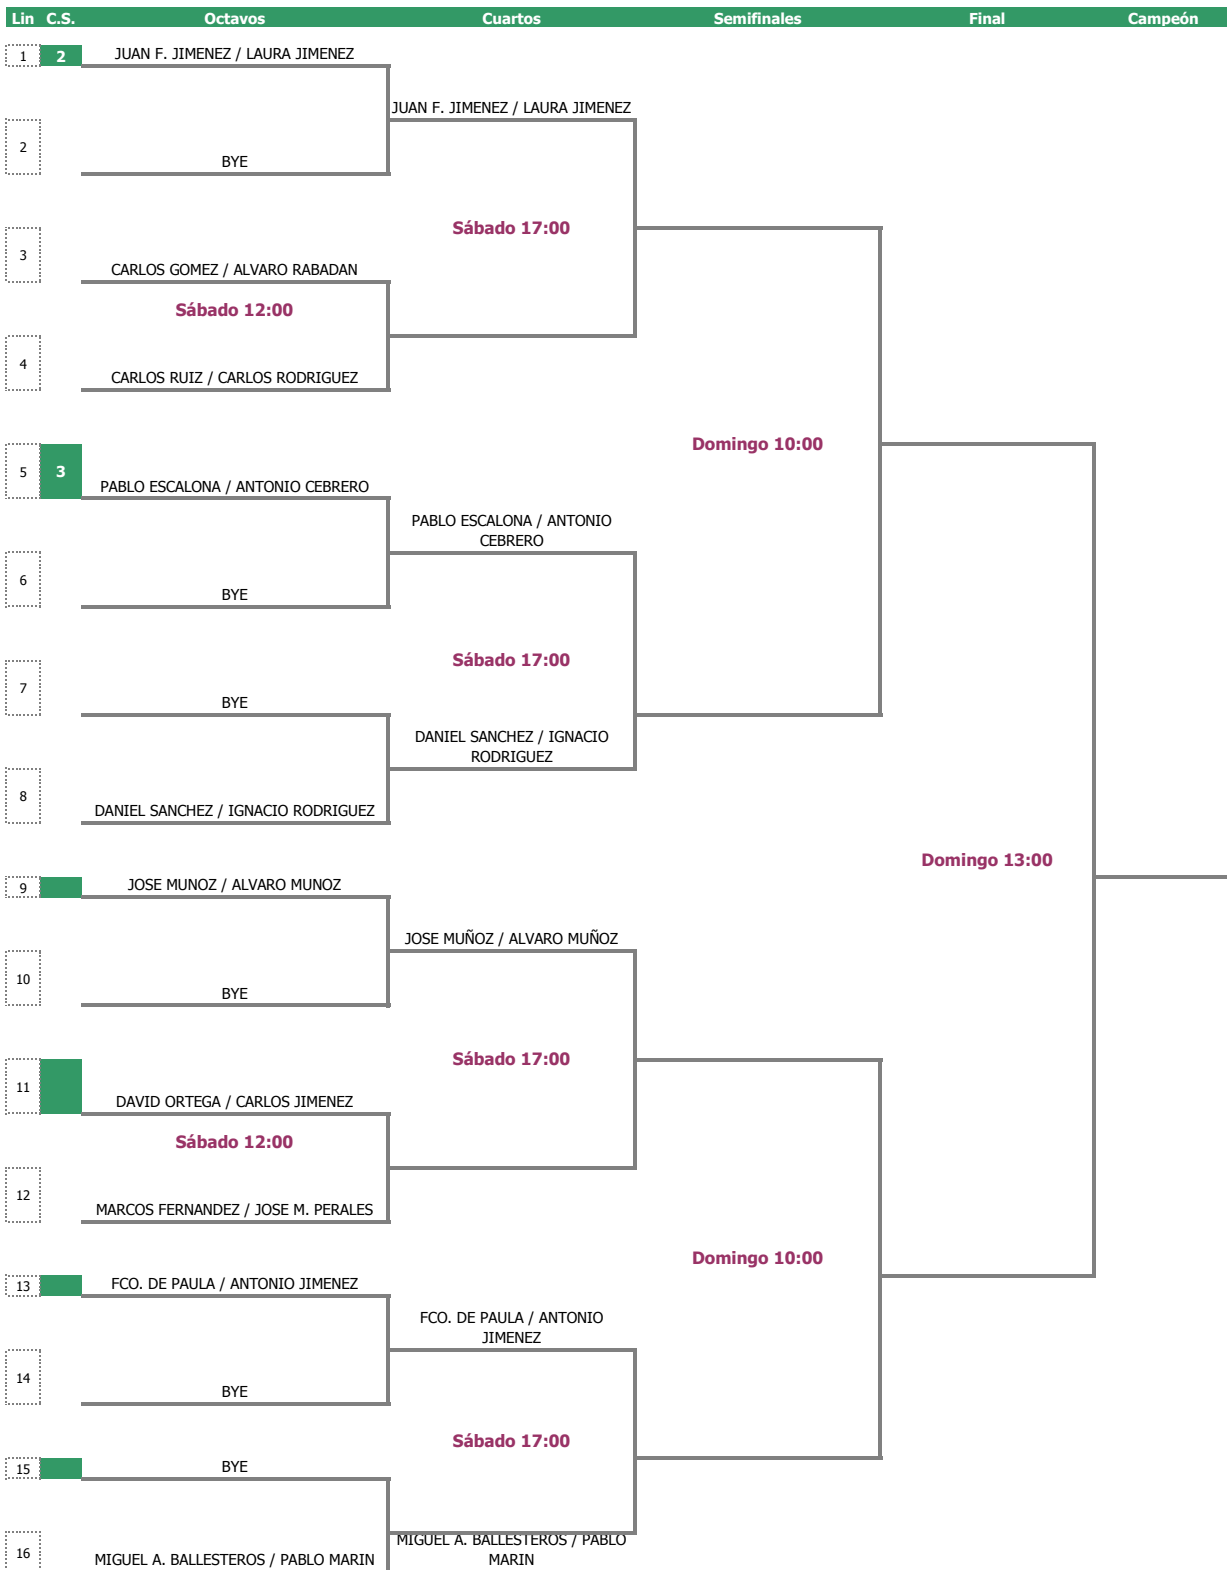 Lin C.S. Octavos Cuartos Semifinales Final Campeón
1 2 JUAN F. JIMENEZ / LAURA JIMENEZ
JUAN F. JIMENEZ / LAURA JIMENEZ
2
BYE
Sábado 17:00
3
CARLOS GOMEZ / ALVARO RABADAN
Sábado 12:00
4
CARLOS RUIZ / CARLOS RODRIGUEZ
Domingo 10:00
5 3
PABLO ESCALONA / ANTONIO CEBRERO
PABLO ESCALONA / ANTONIO
CEBRERO
6
BYE
Sábado 17:00
7
BYE
DANIEL SANCHEZ / IGNACIO
RODRIGUEZ
8
DANIEL SANCHEZ / IGNACIO RODRIGUEZ
Domingo 13:00
9 JOSE MUNOZ / ALVARO MUNOZ
JOSE MUÑOZ / ALVARO MUÑOZ
10
BYE
Sábado 17:00
11
DAVID ORTEGA / CARLOS JIMENEZ
Sábado 12:00
12
MARCOS FERNANDEZ / JOSE M. PERALES
Domingo 10:00
13 FCO. DE PAULA / ANTONIO JIMENEZ
FCO. DE PAULA / ANTONIO
JIMENEZ
14
BYE
Sábado 17:00
15 BYE
MIGUEL A. BALLESTEROS / PABLO
MARIN
16
MIGUEL A. BALLESTEROS / PABLO MARIN